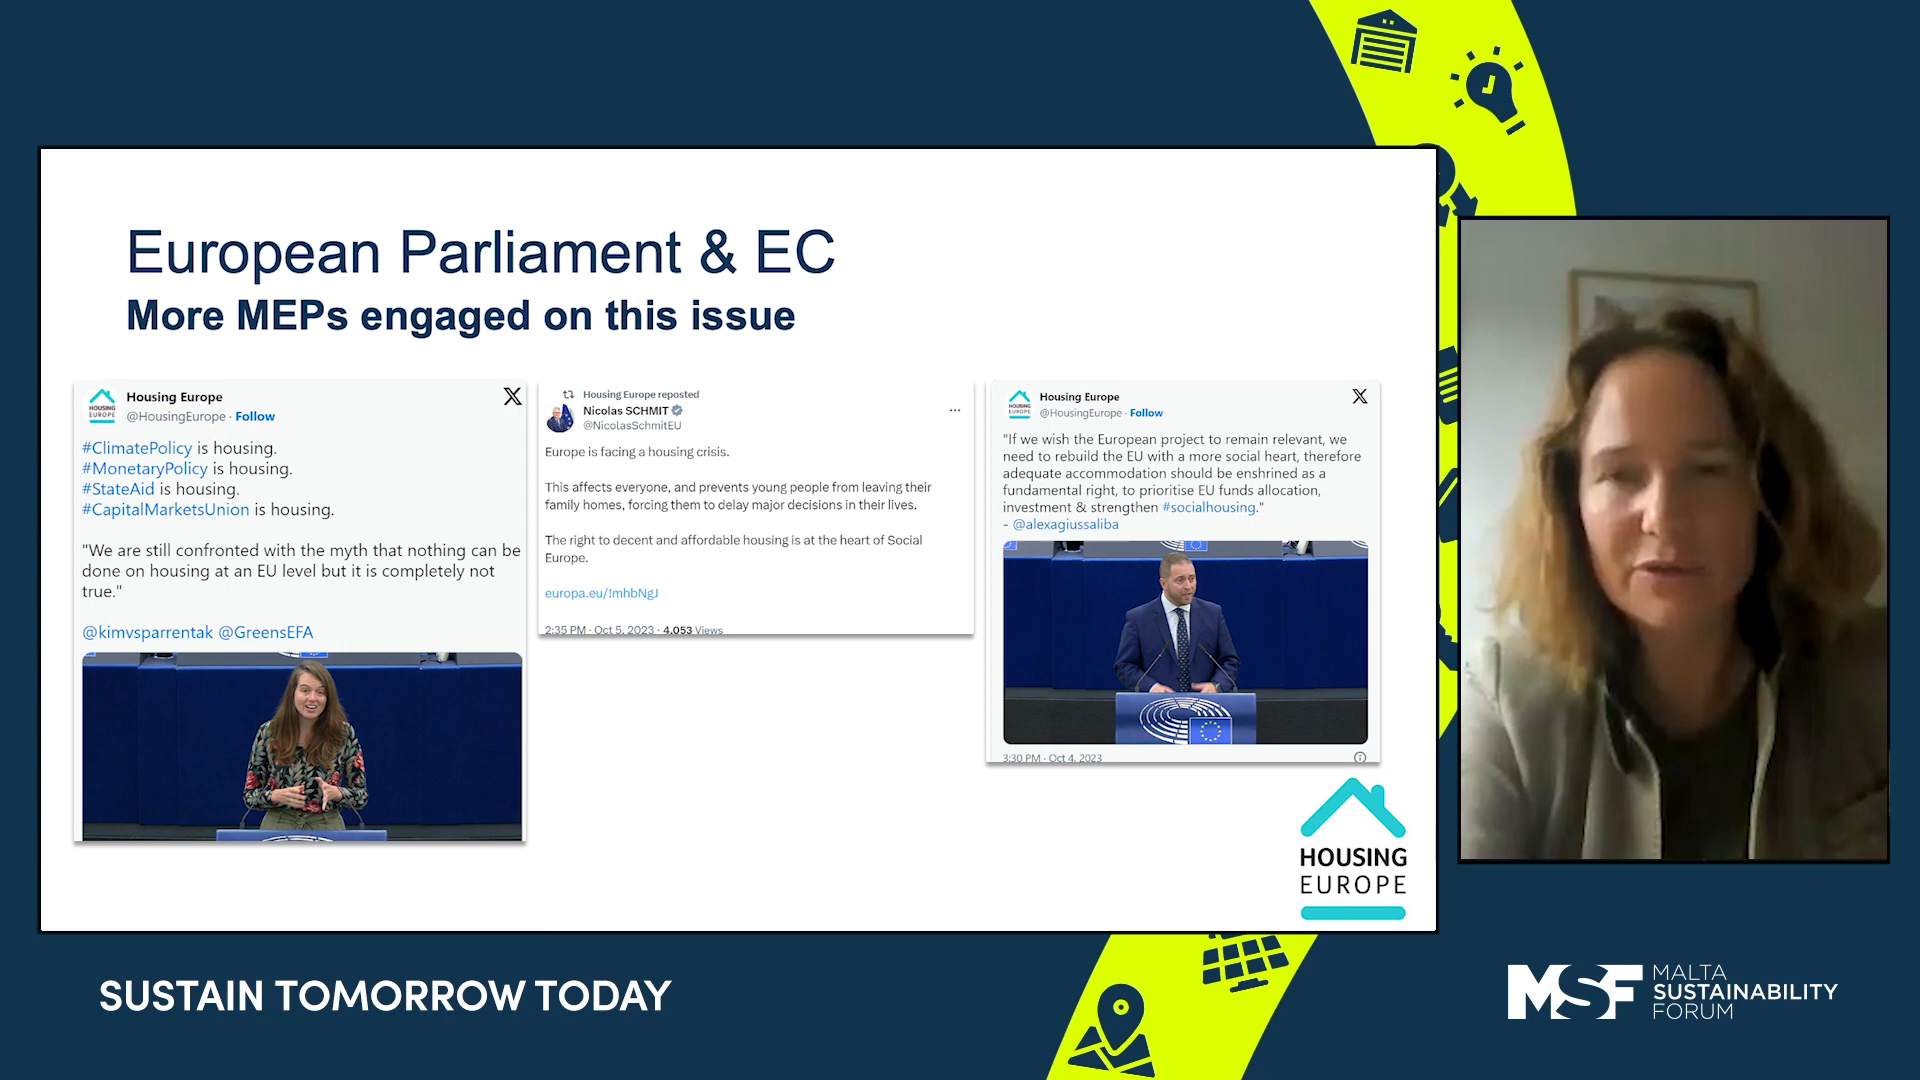 European Parliament & EC
More MEPs engaged on this issue
HOUSING
EUROPE
Housing Europe
@HousingEurope · Follow
#ClimatePolicy is housing.
#MonetaryPolicy is housing.
#StateAid is housing.
#CapitalMarketsUnion is housing.
"We are still confronted with the myth that nothing can be
done on housing at an EU level but it is completely not
true."
@kimvsparrentak @GreensEFA
Housing Europe reposted
Nicolas SCHMIT
@NicolasSchmitEU
Europe is facing a housing crisis.
This affects everyone, and prevents young people from leaving their
family homes, forcing them to delay major decisions in their lives.
The right to decent and affordable housing is at the heart of Social
Europe.
europa.eu/!mhbNgJ
2:35 PM · Oct 5, 2023 · 4,053 Views
HOUSING
EUROPE
Housing Europe
@HousingEurope · Follow
"If we wish the European project to remain relevant, we
need to rebuild the EU with a more social heart, therefore
adequate accommodation should be enshrined as a
fundamental right, to prioritise EU funds allocation,
investment & strengthen #socialhousing."
- @alexagiussaliba
3:30 PM · Oct 4, 2023
HOUSING
EUROPE
SUSTAIN TOMORROW TODAY
MSF
MALTA
SUSTAINABILITY
FORUM